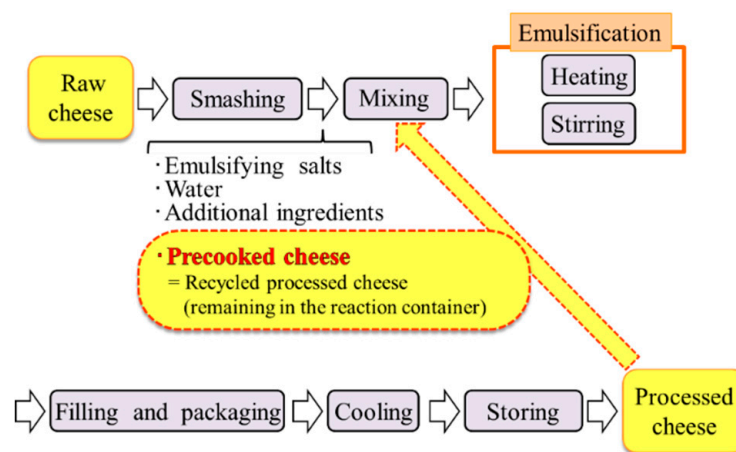 Emulsification
Raw
cheese
Smashing
Mixing
Heating
Stirring
・Emulsifying salts
・Water
・Additional ingredients
・Precooked cheese
= Recycled processed cheese
(remaining in the reaction container)
Filling and packaging
Cooling
Storing
Processed
cheese